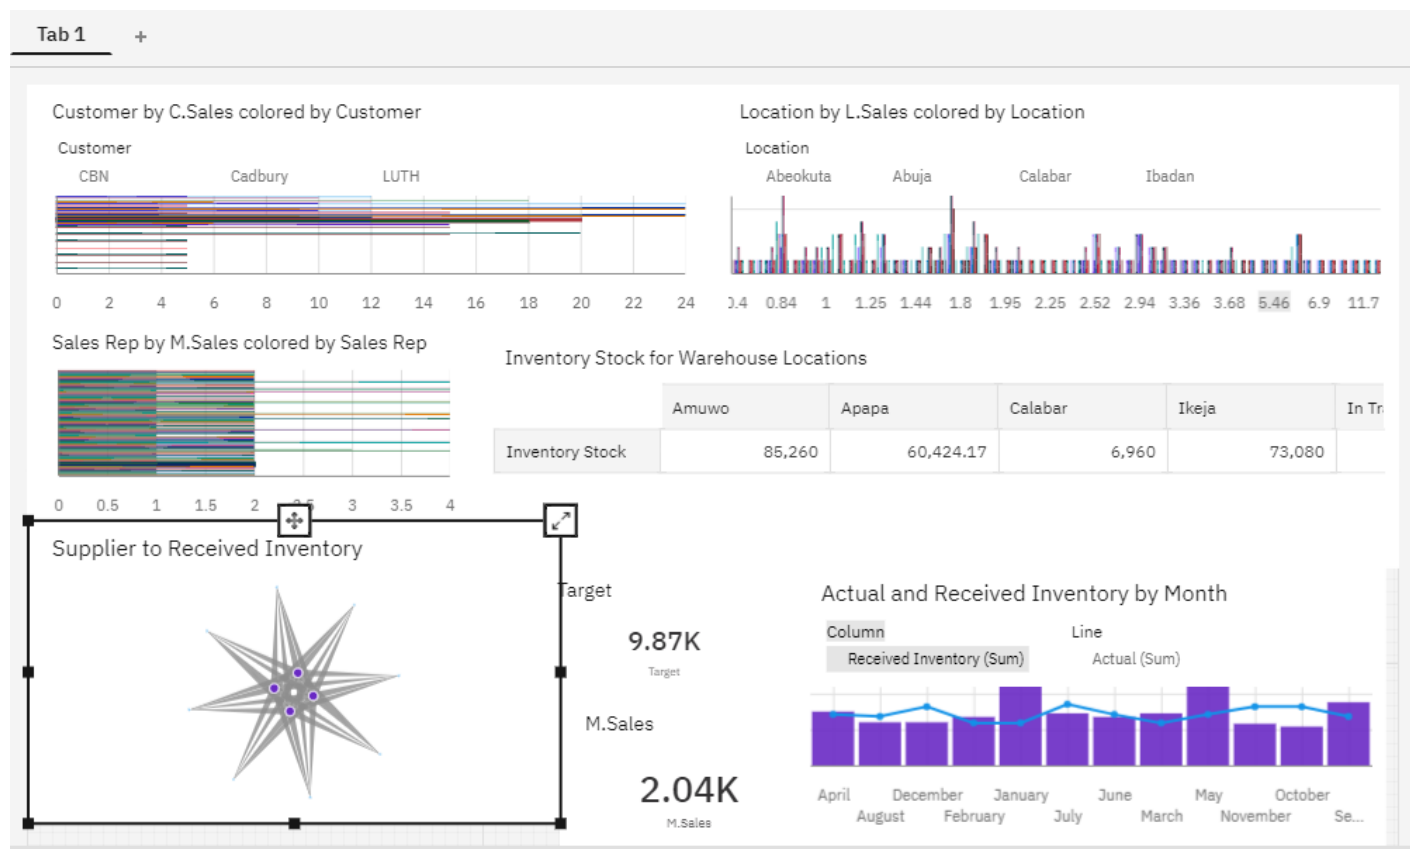 Tab 1 +
Customer by C.Sales colored by Customer
Customer
CBN Cadbury LUTH
0 2 4 6 8 10 12 14 16 18 20 22 24
Location by L.Sales colored by Location
Location
Abeokuta Abuja Calabar Ibadan
0.84 1 1.25 1.44 1.8 1.95 2.25 2.52 2.94 3.36 3.68 5.46 6.9 11.7
Sales Rep by M.Sales colored by Sales Rep
0 0.5 1 1.5 2 3 3.5 4
Inventory Stock for Warehouse Locations
Amuwo Apapa Calabar Ikeja In Tr
Inventory Stock 85,260 60,424.17 6,960 73,080
Supplier to Received Inventory
Target
9.87K
Target
M.Sales
2.04K
M.Sales
Actual and Received Inventory by Month
Column Line
Received Inventory (Sum) Actual (Sum)
April December January June May October
August February July March November Se...